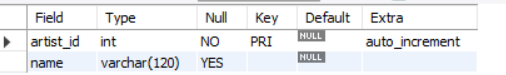 Field Type Null Key Default Extra
artist_id int NO PRI NULL auto_increment
name varchar(120) YES NULL